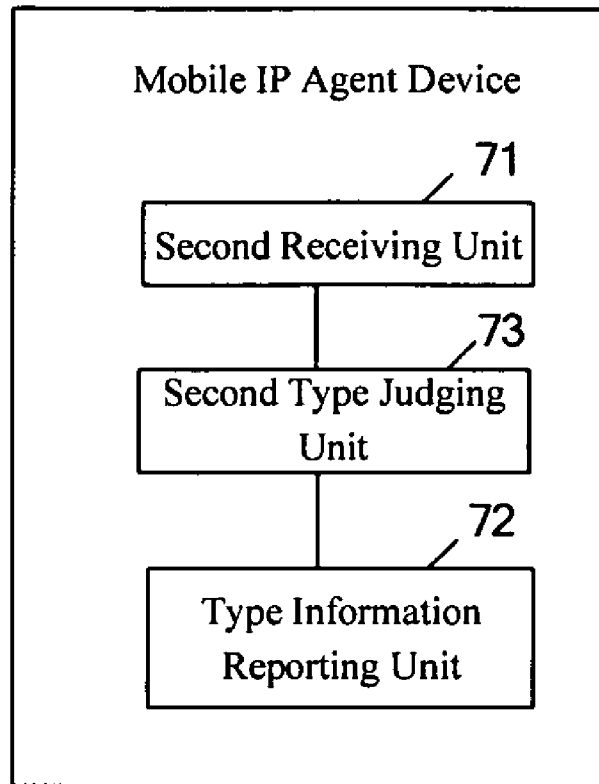 Mobile IP Agent Device
71
Second Receiving Unit
73
Second Type Judging
Unit
72
Type Information
Reporting Unit